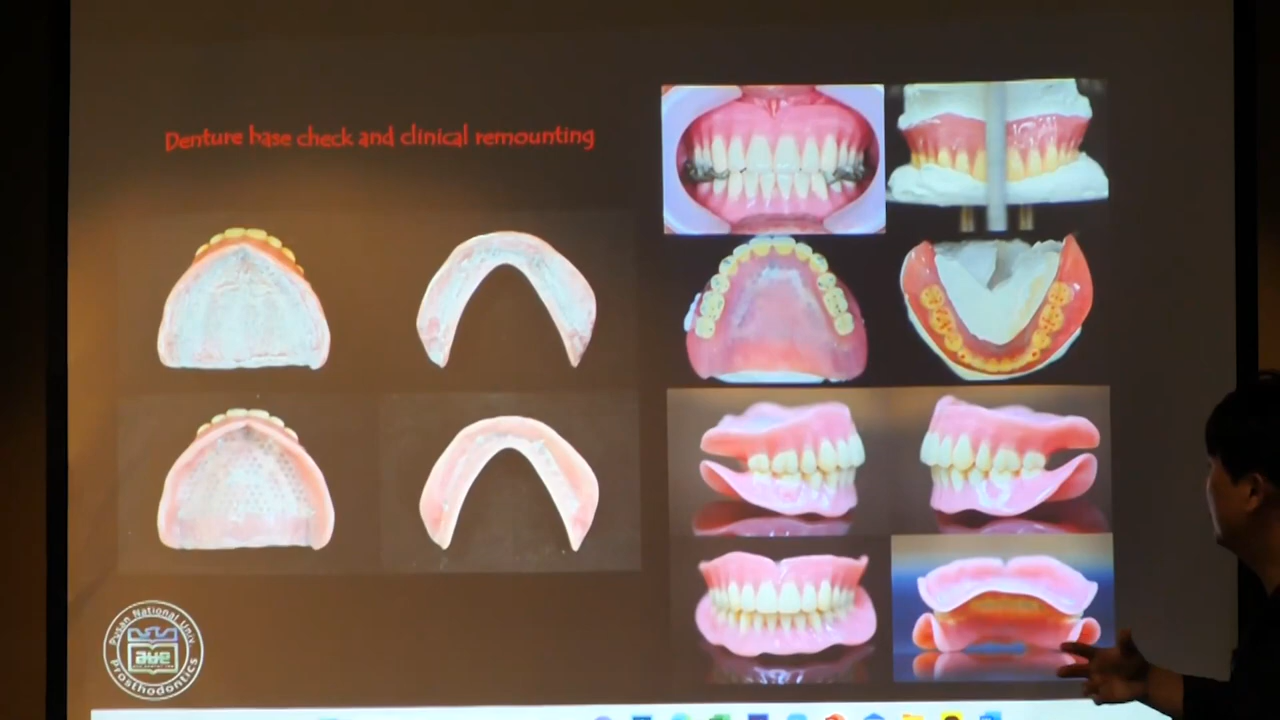 Denture base check and clinical remounting
Pusan National Univ.
Prosthodontics